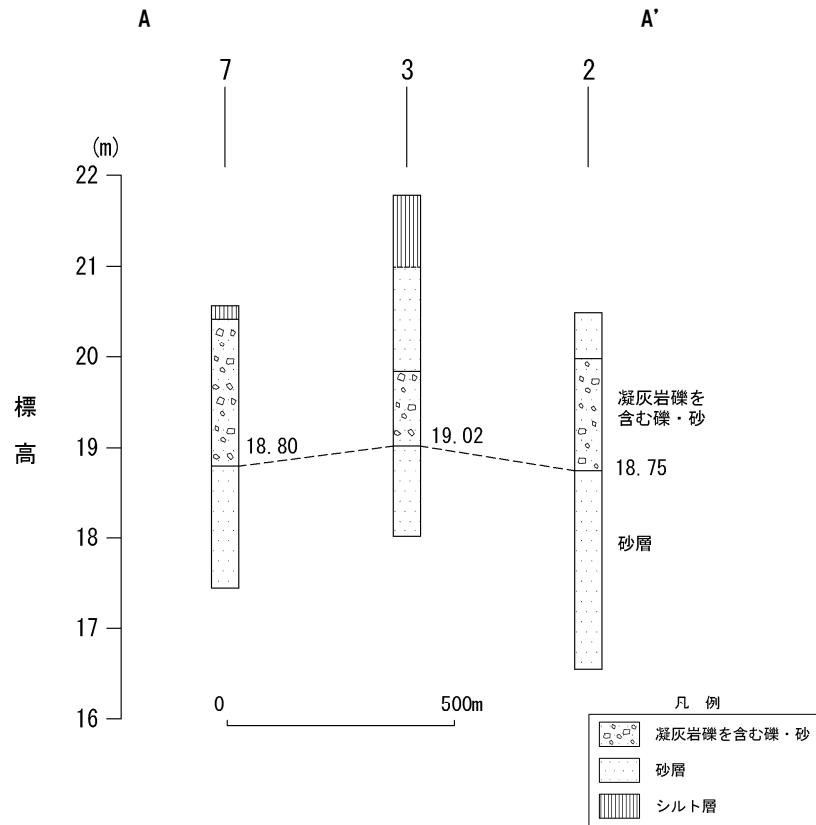 A A'
7 3 2
(m)
22
21
20
19
18
17
16
標
高
凝灰岩礫を
含む礫・砂
18.80
19.02
18.75
砂層
0 500m
凡 例
凝灰岩礫を含む礫・砂
砂層
シルト層